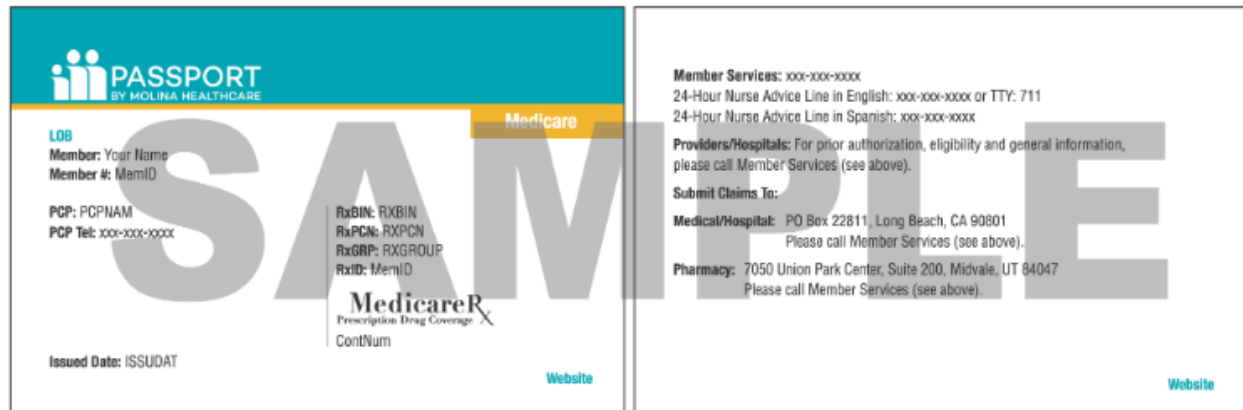 PASSPORT
BY MOLINA HEALTHCARE
Medicare
LOB
Member: Your Name
Member #: MemID
PCP: PCPNAM
PCP Tel: xxx-xxx-xxxx
RxBIN: RXBIN
RxPCN: RXPCN
RxGRP: RXGROUP
RxID: MemID
MedicareRx
Prescription Drug Coverage
ContNum
Issued Date: ISSUDAT
Website
Member Services: xxx-xxx-xxxx
24-Hour Nurse Advice Line in English: xxx-xxx-xxxx or TTY: 711
24-Hour Nurse Advice Line in Spanish: xxx-xxx-xxxx
Providers/Hospitals: For prior authorization, eligibility and general information,
please call Member Services (see above).
Submit Claims To:
Medical/Hospital: PO Box 22811, Long Beach, CA 90801
Please call Member Services (see above).
Pharmacy: 7050 Union Park Center, Suite 200, Midvale, UT 84047
Please call Member Services (see above).
Website
SAMPLE